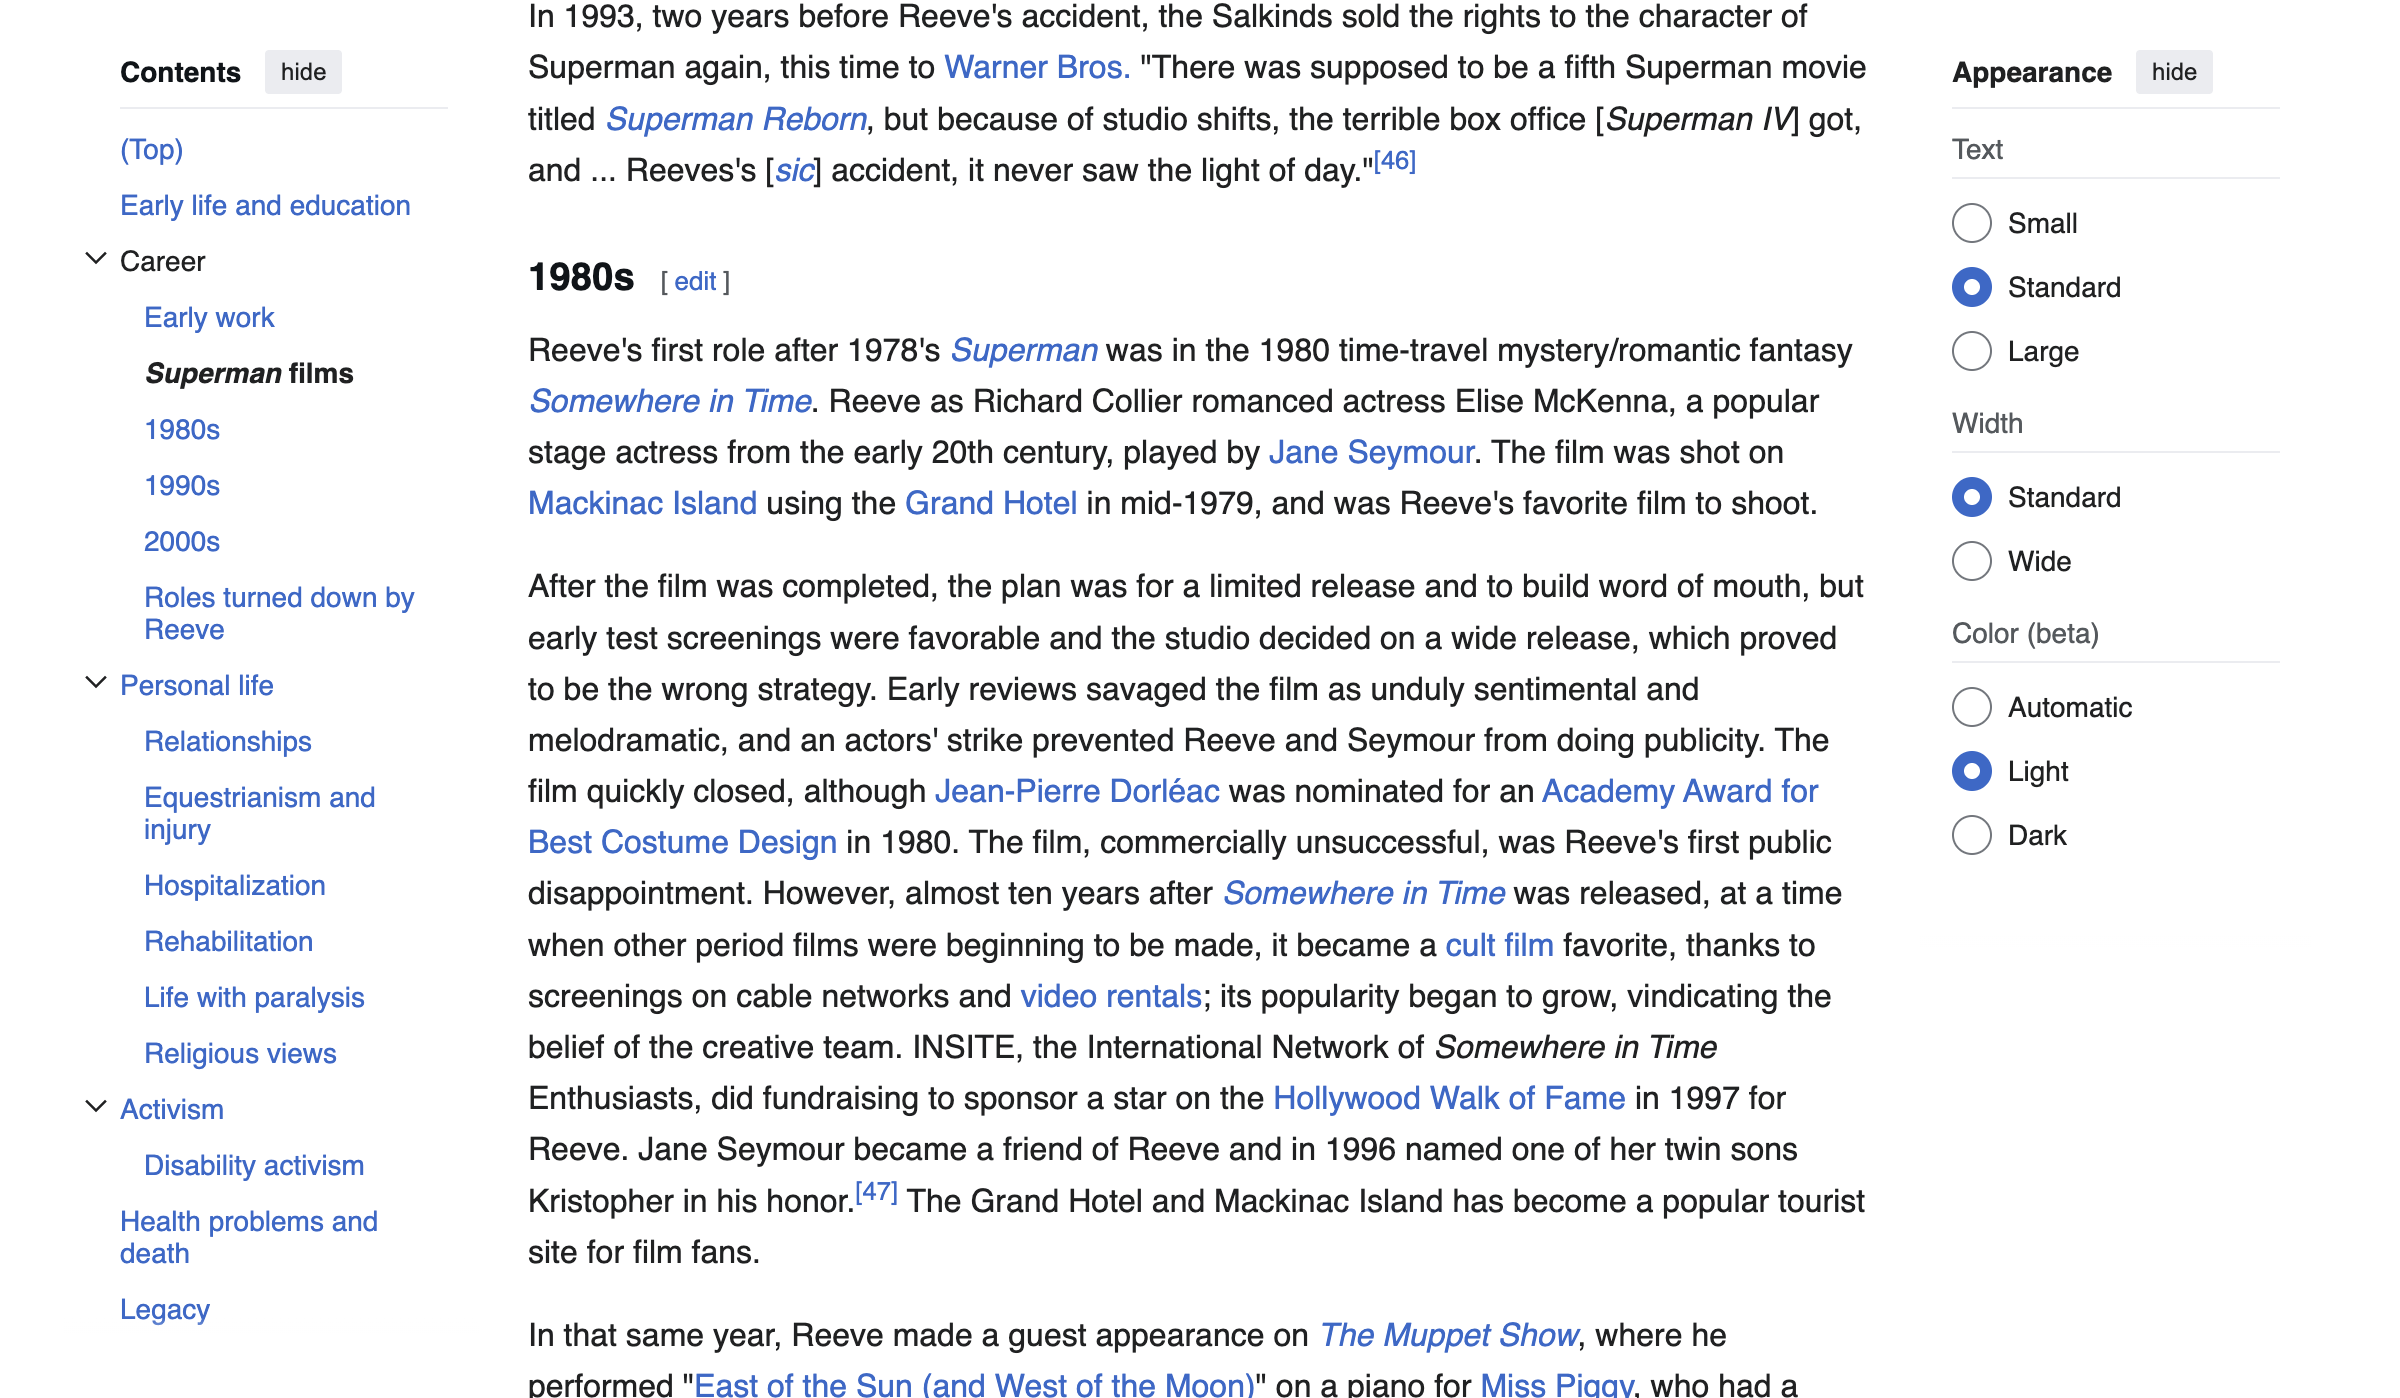 Contents hide
(Top)
Early life and education
Career
Early work
Superman films
1980s
1990s
2000s
Roles turned down by
Reeve
Personal life
Relationships
Equestrianism and
injury
Hospitalization
Rehabilitation
Life with paralysis
Religious views
Activism
Disability activism
Health problems and
death
Legacy
In 1993, two years before Reeve's accident, the Salkinds sold the rights to the character of
Superman again, this time to Warner Bros. "There was supposed to be a fifth Superman movie
titled Superman Reborn, but because of studio shifts, the terrible box office [Superman IV] got,
and ... Reeves's [sic] accident, it never saw the light of day."[46]
1980s [ edit ]
Reeve's first role after 1978's Superman was in the 1980 time-travel mystery/romantic fantasy
Somewhere in Time. Reeve as Richard Collier romanced actress Elise McKenna, a popular
stage actress from the early 20th century, played by Jane Seymour. The film was shot on
Mackinac Island using the Grand Hotel in mid-1979, and was Reeve's favorite film to shoot.
After the film was completed, the plan was for a limited release and to build word of mouth, but
early test screenings were favorable and the studio decided on a wide release, which proved
to be the wrong strategy. Early reviews savaged the film as unduly sentimental and
melodramatic, and an actors' strike prevented Reeve and Seymour from doing publicity. The
film quickly closed, although Jean-Pierre Dorléac was nominated for an Academy Award for
Best Costume Design in 1980. The film, commercially unsuccessful, was Reeve's first public
disappointment. However, almost ten years after Somewhere in Time was released, at a time
when other period films were beginning to be made, it became a cult film favorite, thanks to
screenings on cable networks and video rentals; its popularity began to grow, vindicating the
belief of the creative team. INSITE, the International Network of Somewhere in Time
Enthusiasts, did fundraising to sponsor a star on the Hollywood Walk of Fame in 1997 for
Reeve. Jane Seymour became a friend of Reeve and in 1996 named one of her twin sons
Kristopher in his honor.[47] The Grand Hotel and Mackinac Island has become a popular tourist
site for film fans.
In that same year, Reeve made a guest appearance on The Muppet Show, where he
performed "East of the Sun (and West of the Moon)" on a piano for Miss Piggy, who had a
Appearance hide
Text
Small
Standard
Large
Width
Standard
Wide
Color (beta)
Automatic
Light
Dark